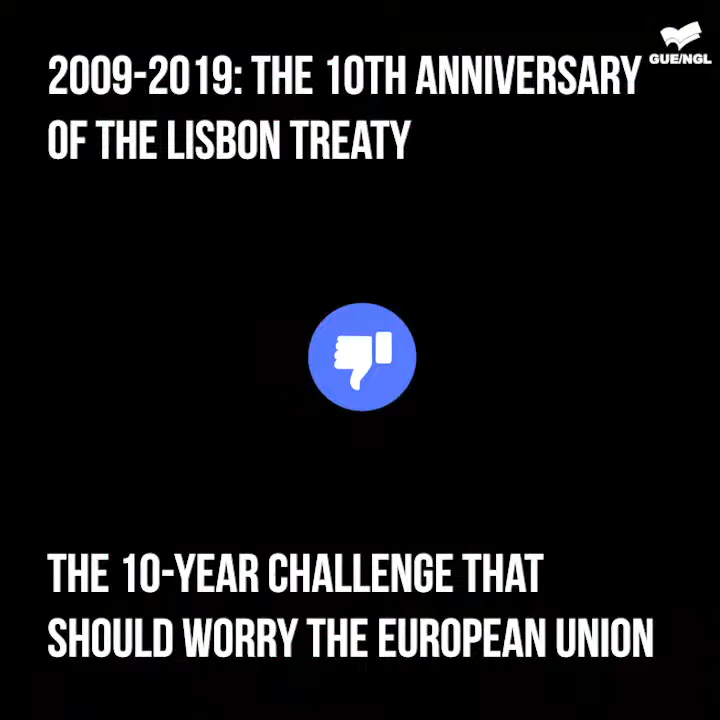 GUE/NGL
2009-2019: THE 10TH ANNIVERSARY
OF THE LISBON TREATY
THE 10-YEAR CHALLENGE THAT
SHOULD WORRY THE EUROPEAN UNION